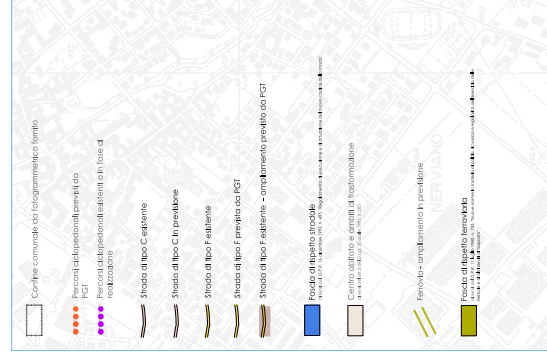 Confine comunale da fotogrammetrico fornito
Percorsi ciclopedonali previsti da
PGT
Percorsi ciclopedonali esistenti o in fase di
realizzazione
Strada di tipo C esistente
Strada di tipo C in previsione
Strada di tipo F esistente
Strada di tipo F prevista da PGT
Strada di tipo F esistente - ampliamento previsto da PGT
Fascia di rispetto stradale
Centro abitato e ambiti di trasformazione
Ferrovia - ampliamento in previsione
Fascia di rispetto ferroviaria